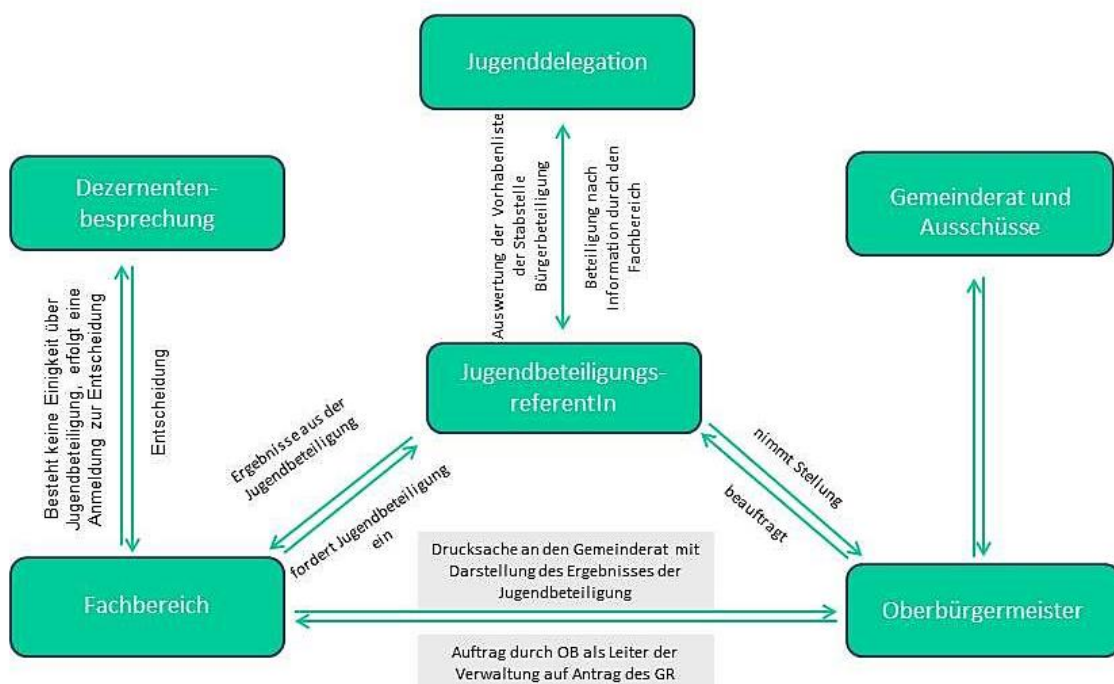 Jugenddelegation
Dezernenten-
besprechung
Gemeinderat und
Ausschüsse
Auswertung der Vorhabenliste
der Stabstelle
Bürgerbeteiligung
Beteiligung nach
Information durch den
Fachbereich
Besteht keine Einigkeit über
Jugenbeteiligung, erfolgt eine
Anmeldung zur Entscheidung
Entscheidung
Jugendbeteiligungs-
referentIn
Ergebnisse aus der
Jugendbeteiligung
fordert Jugendbeteiligung
ein
nimmt Stellung
beauftragt
Drucksache an den Gemeinderat mit
Darstellung des Ergebnisses der
Jugendbeteiligung
Fachbereich
Oberbürgermeister
Auftrag durch OB als Leiter der
Verwaltung auf Antrag des GR